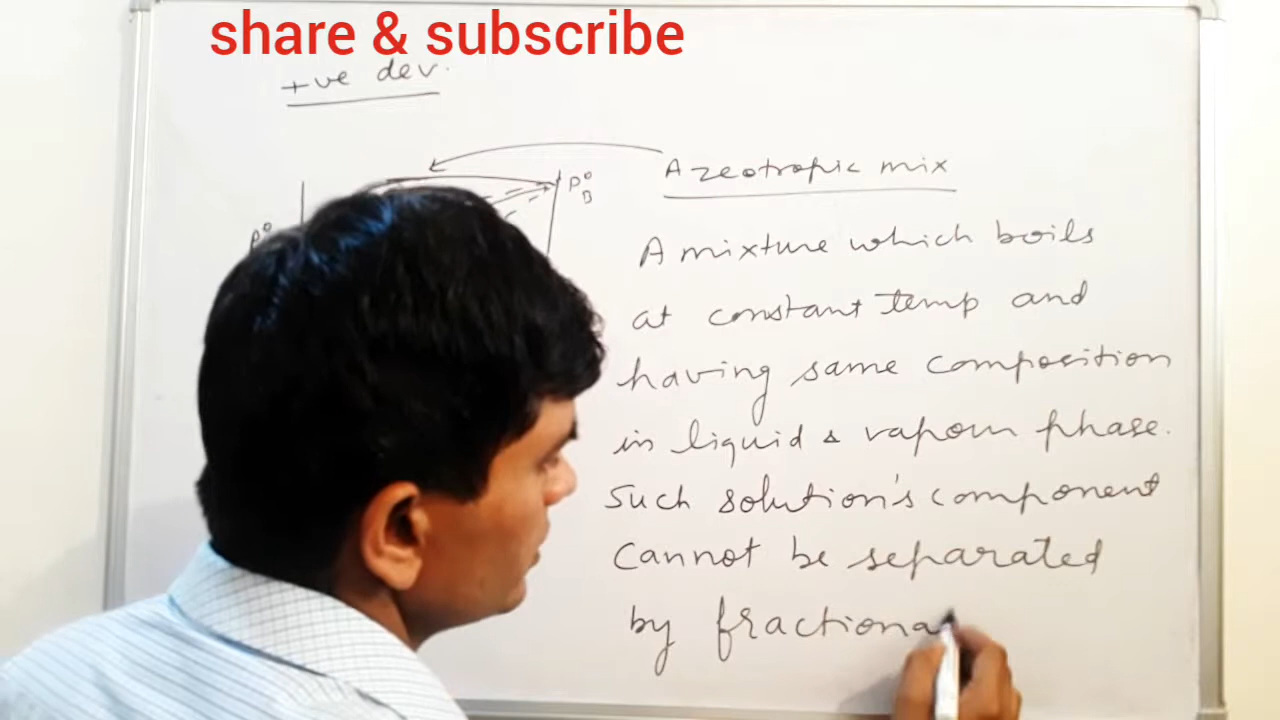 share & subscribe
+ve dev.
Azeotropic mix
P°B
P°
A mixture which boils
at constant temp and
having same composition
in liquid & vapour phase.
Such solution's component
cannot be separated
by fractiona